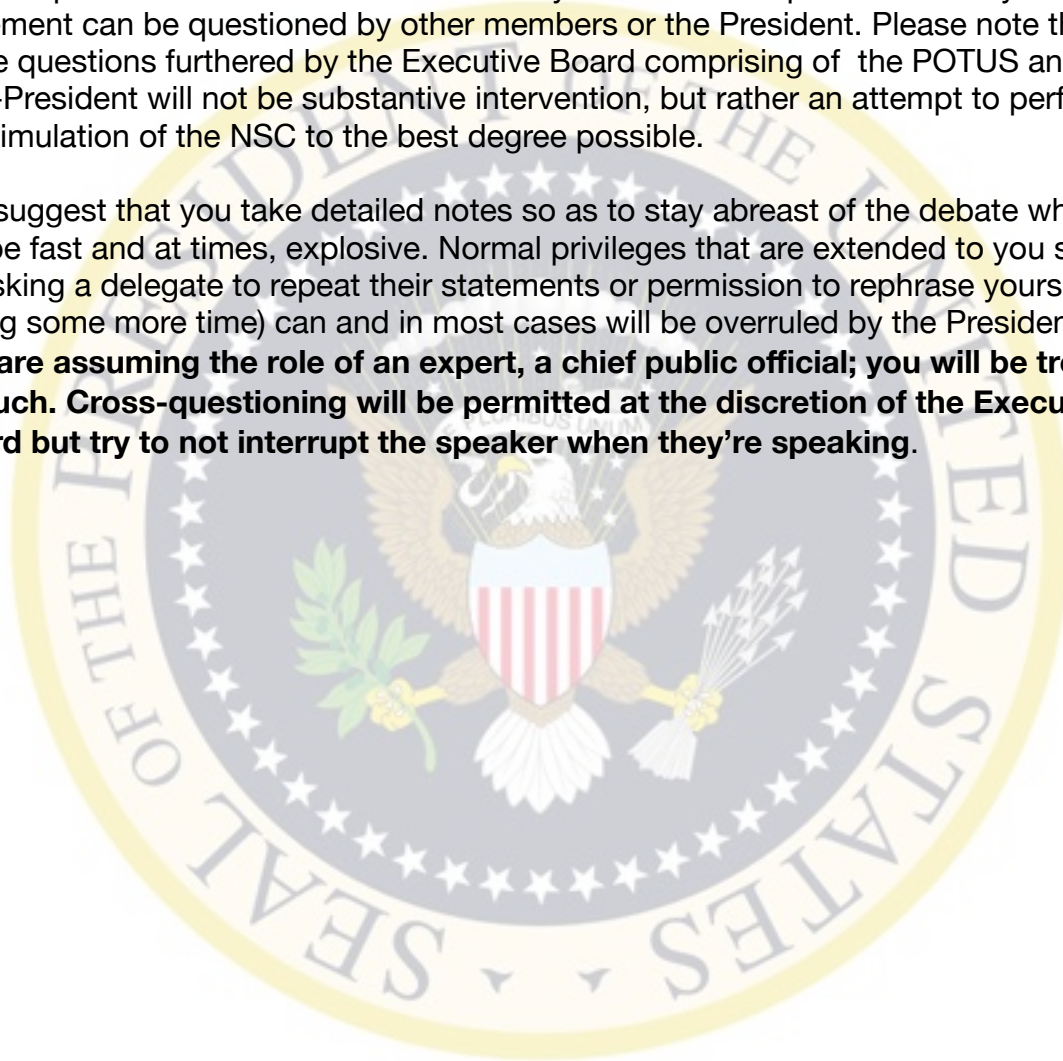 ement can be questioned by other members or the President. Please note th
e questions furthered by the Executive Board comprising of the POTUS an
-President will not be substantive intervention, but rather an attempt to perf
imulation of the NSC to the best degree possible.
suggest that you take detailed notes so as to stay abreast of the debate wh
be fast and at times, explosive. Normal privileges that are extended to you s
sking a delegate to repeat their statements or permission to rephrase yours
g some more time) can and in most cases will be overruled by the Presiden
are assuming the role of an expert, a chief public official; you will be tre
uch. Cross-questioning will be permitted at the discretion of the Execu
rd but try to not interrupt the speaker when they’re speaking.
SEAL OF THE PRESIDENT OF THE UNITED STATES
E PLURIBUS UNUM